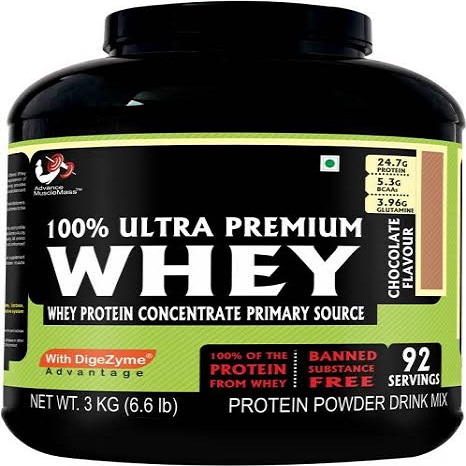 Advance
MuscleMass™
24.7G
PROTEIN
5.3G
BCAAs
3.96G
GLUTAMINE
CHOCOLATE
FLAVOUR
100% ULTRA PREMIUM
WHEY
WHEY PROTEIN CONCENTRATE PRIMARY SOURCE
With DigeZyme®
Advantage
100% OF THE
PROTEIN
FROM WHEY
BANNED
SUBSTANCE
FREE
92
SERVINGS
NET WT. 3 KG (6.6 lb)
PROTEIN POWDER DRINK MIX